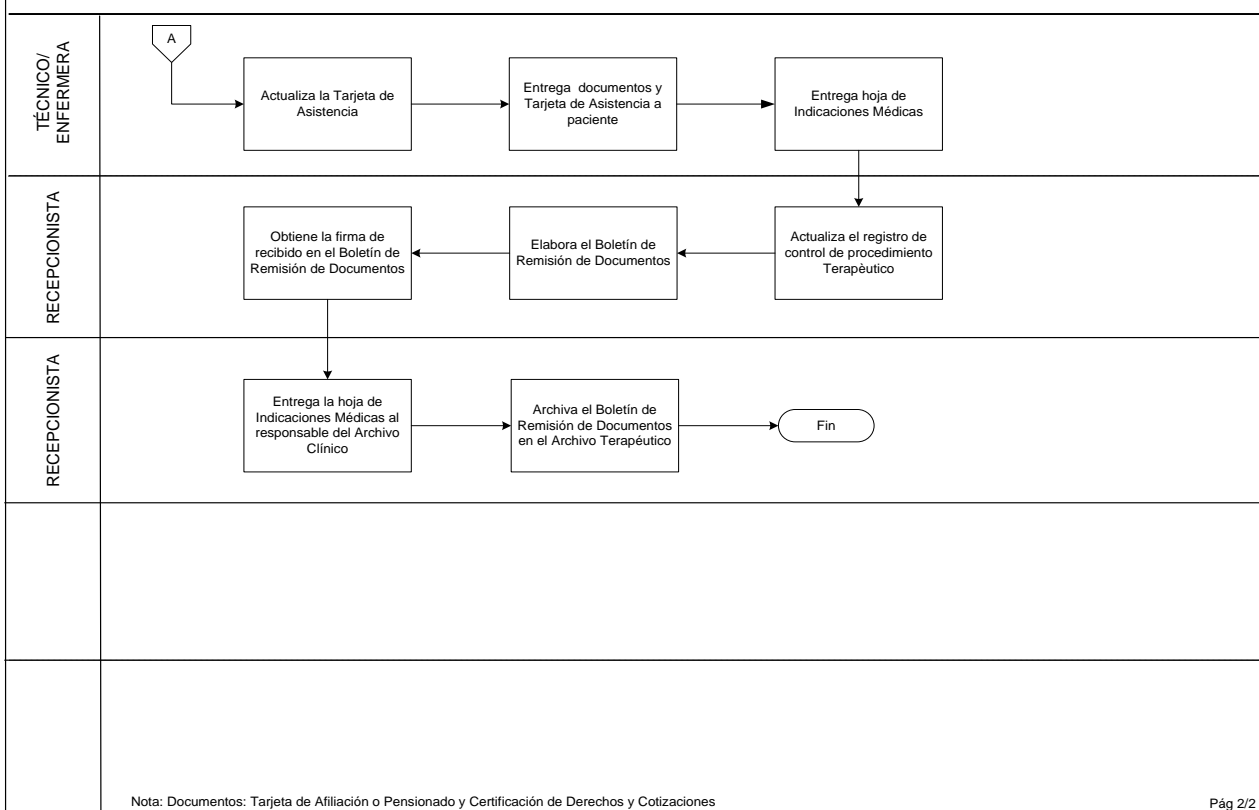 TÉCNICO/
ENFERMERA
A
Actualiza la Tarjeta de
Asistencia
Entrega documentos y
Tarjeta de Asistencia a
paciente
Entrega hoja de
Indicaciones Médicas
RECEPCIONISTA
Obtiene la firma de
recibido en el Boletín de
Remisión de Documentos
Elabora el Boletín de
Remisión de Documentos
Actualiza el registro de
control de procedimiento
Terapèutico
RECEPCIONISTA
Entrega la hoja de
Indicaciones Médicas al
responsable del Archivo
Clínico
Archiva el Boletín de
Remisión de Documentos
en el Archivo Terapéutico
Fin
Nota: Documentos: Tarjeta de Afiliación o Pensionado y Certificación de Derechos y Cotizaciones
Pág 2/2